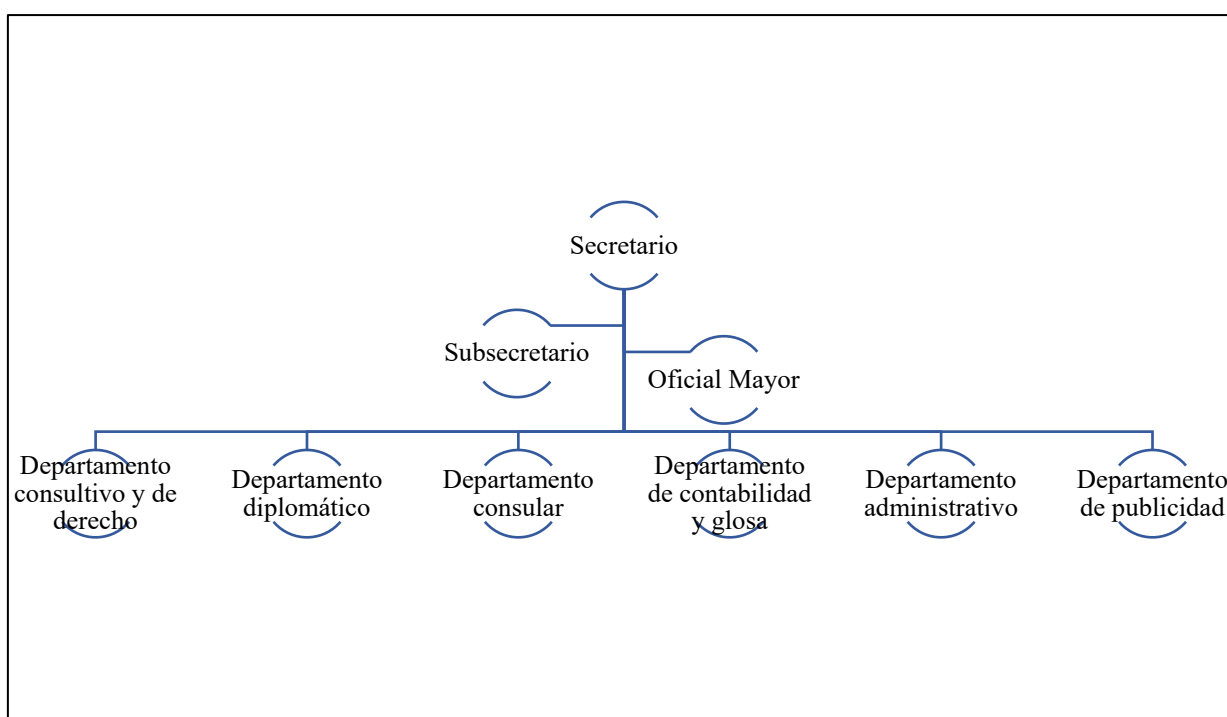 Secretario
Subsecretario
Oficial Mayor
Departamento
consultivo y de
derecho
Departamento
diplomático
Departamento
consular
Departamento
de contabilidad
y glosa
Departamento
administrativo
Departamento
de publicidad